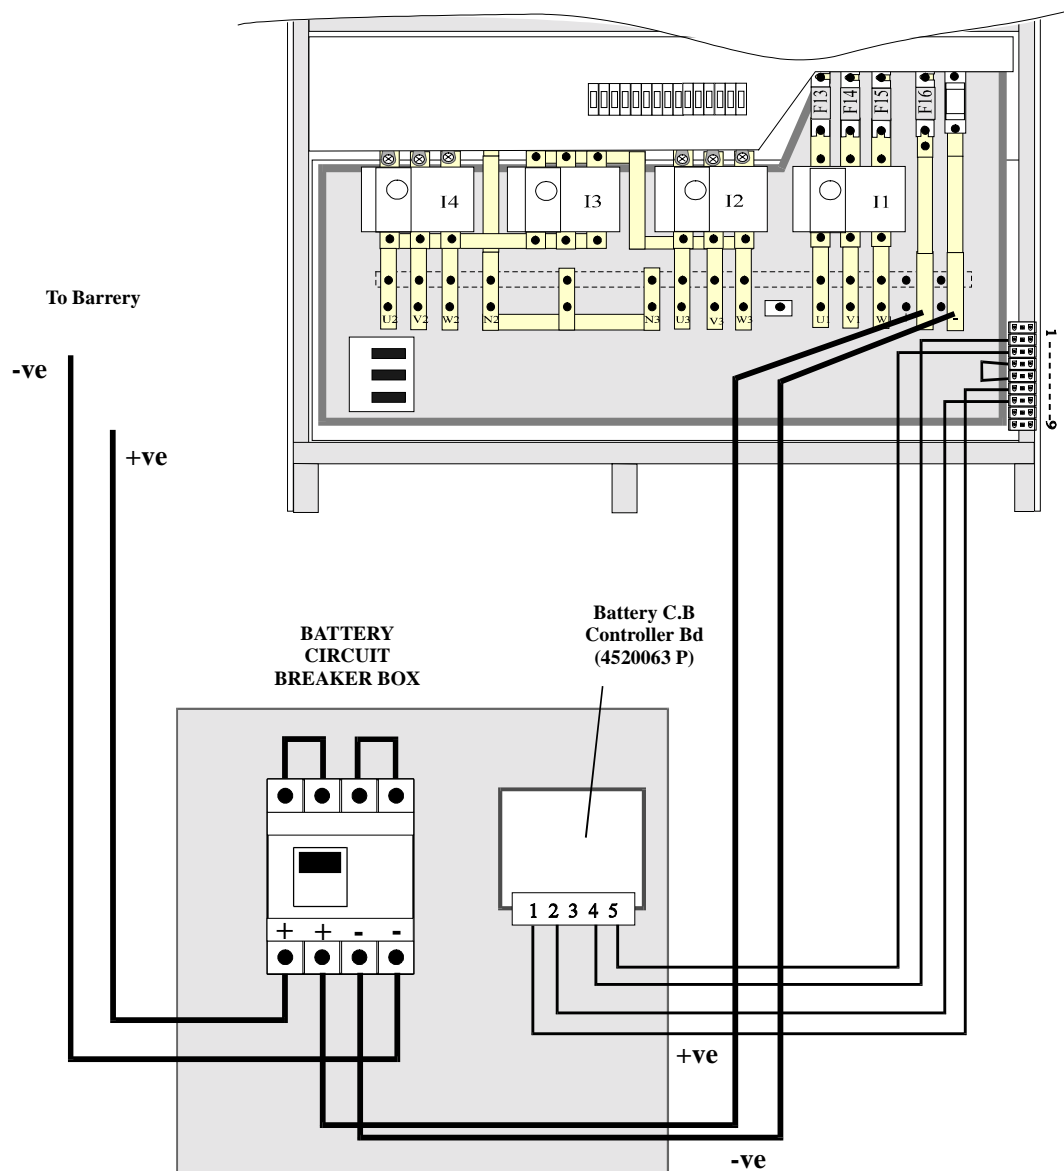 F13 F14 F15 F16
I4 I3 I2 I1
U2 V2 W2 N2 N3 U3 V3 W3 U1 V1 W1 -
1
9
To Barrery
-ve
+ve
Battery C.B
Controller Bd
(4520063 P)
BATTERY
CIRCUIT
BREAKER BOX
1 2 3 4 5
+ + - -
+ve
-ve